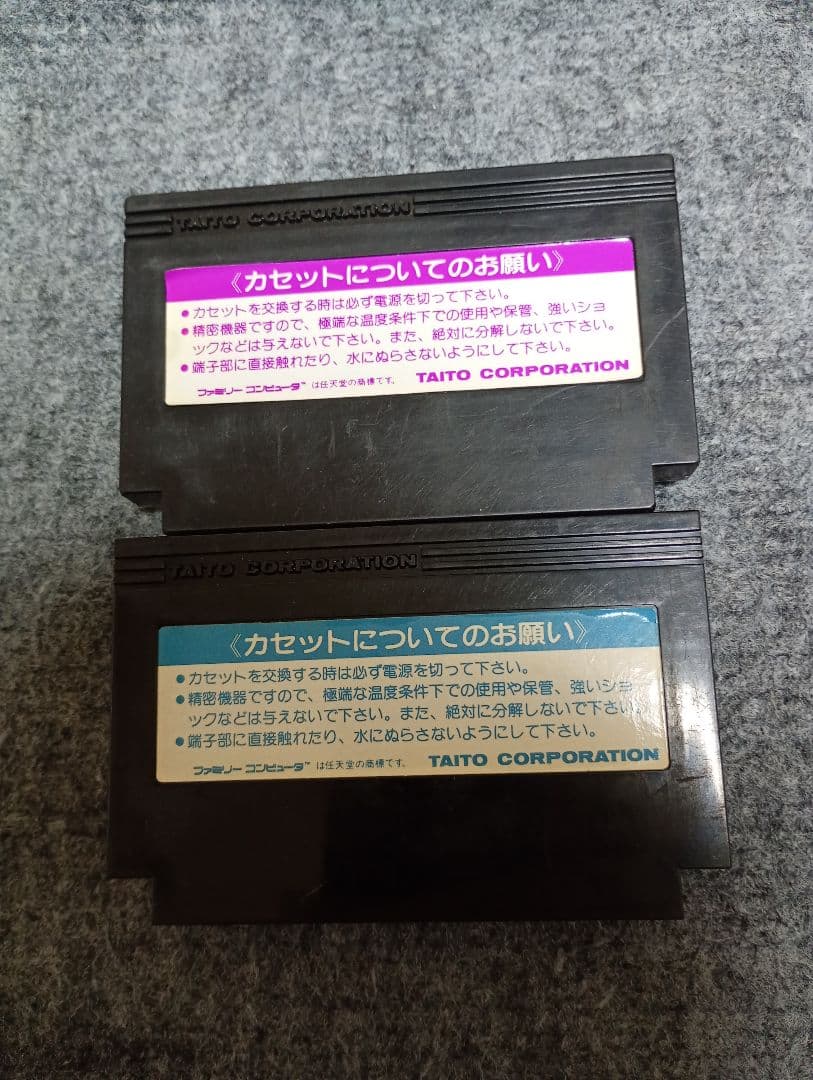 TAITO CORPORATION
《カセットについてのお願い》
●カセットを交換する時は必ず電源を切って下さい。
●精密機器ですので、極端な温度条件下での使用や保管、強いショ
ックなどは与えないで下さい。また、絶対に分解しないで下さい。
●端子部に直接触れたり、水にぬらさないようにして下さい。
ファミリーコンピュータ™は任天堂の商標です。 TAITO CORPORATION
TAITO CORPORATION
《カセットについてのお願い》
●カセットを交換する時は必ず電源を切って下さい。
●精密機器ですので、極端な温度条件下での使用や保管、強いショ
ックなどは与えないで下さい。また、絶対に分解しないで下さい。
●端子部に直接触れたり、水にぬらさないようにして下さい。
ファミリーコンピュータ™は任天堂の商標です。 TAITO CORPORATION